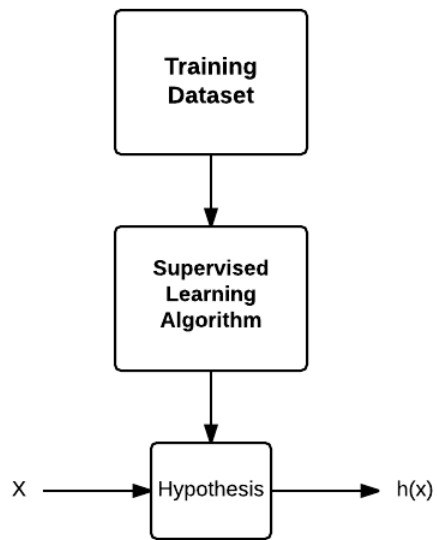 Training
Dataset
Supervised
Learning
Algorithm
X
Hypothesis
h(x)